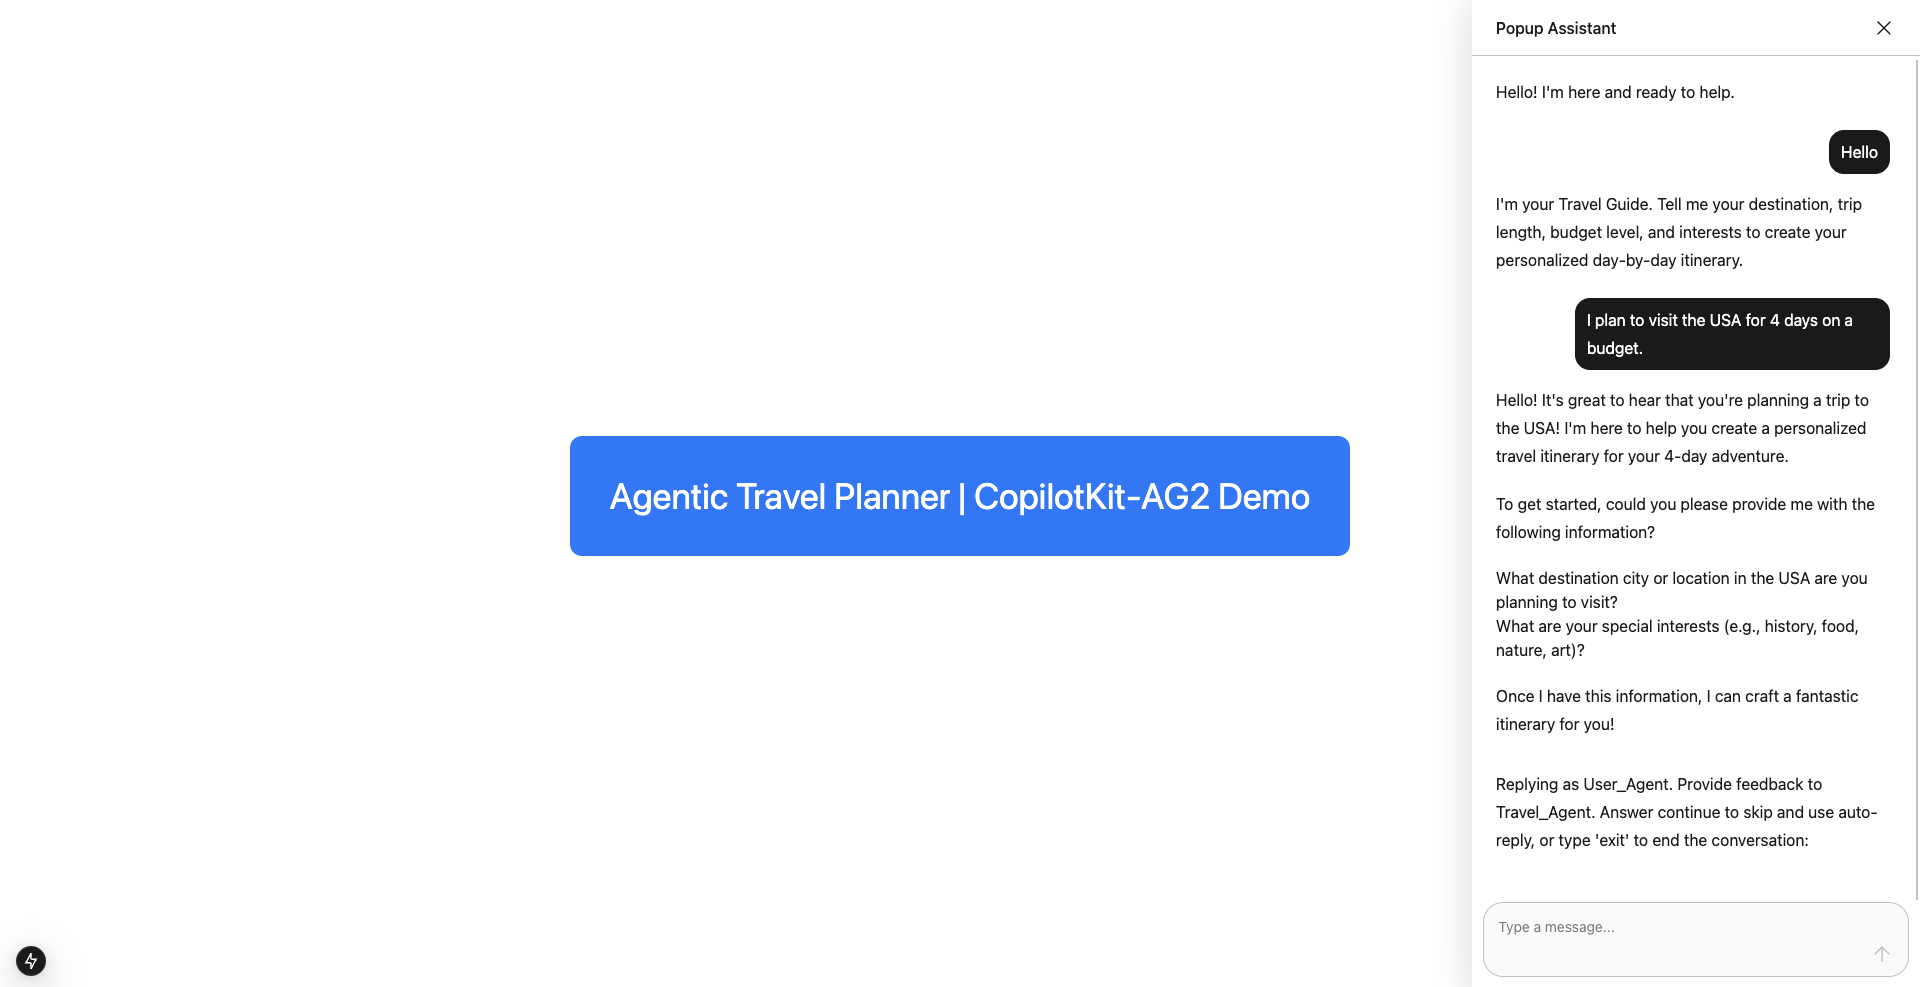 Popup Assistant
Hello! I'm here and ready to help.
Hello
I'm your Travel Guide. Tell me your destination, trip
length, budget level, and interests to create your
personalized day-by-day itinerary.
I plan to visit the USA for 4 days on a
budget.
Hello! It's great to hear that you're planning a trip to
the USA! I'm here to help you create a personalized
travel itinerary for your 4-day adventure.
To get started, could you please provide me with the
following information?
What destination city or location in the USA are you
planning to visit?
What are your special interests (e.g., history, food,
nature, art)?
Once I have this information, I can craft a fantastic
itinerary for you!
Replying as User_Agent. Provide feedback to
Travel_Agent. Answer continue to skip and use auto-
reply, or type 'exit' to end the conversation:
Type a message...
Agentic Travel Planner | CopilotKit-AG2 Demo